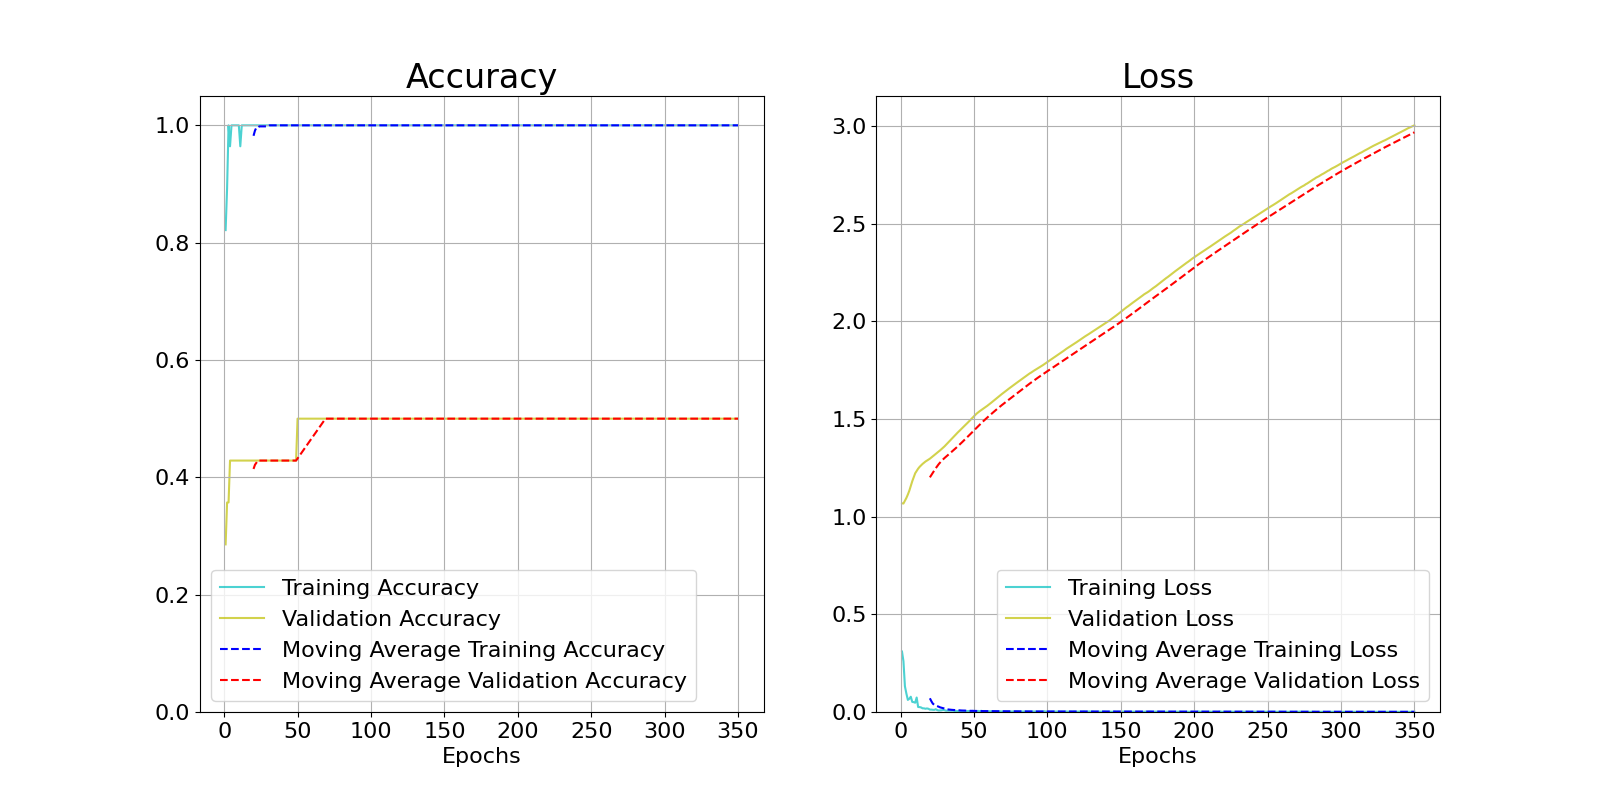 Accuracy
1.0
0.8
0.6
0.4
0.2
0.0
0 50 100 150 200 250 300 350
Epochs
Training Accuracy
Validation Accuracy
Moving Average Training Accuracy
Moving Average Validation Accuracy
Loss
3.0
2.5
2.0
1.5
1.0
0.5
0.0
0 50 100 150 200 250 300 350
Epochs
Training Loss
Validation Loss
Moving Average Training Loss
Moving Average Validation Loss